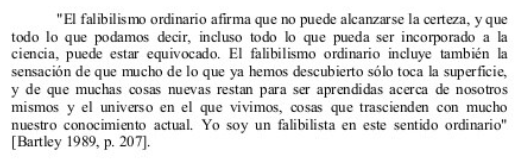 "El falibilismo ordinario afirma que no puede alcanzarse la certeza, y que
todo lo que podamos decir, incluso todo lo que pueda ser incorporado a la
ciencia, puede estar equivocado. El falibilismo ordinario incluye también la
sensación de que mucho de lo que ya hemos descubierto sólo toca la superficie,
y de que muchas cosas nuevas restan para ser aprendidas acerca de nosotros
mismos y el universo en el que vivimos, cosas que trascienden con mucho
nuestro conocimiento actual. Yo soy un falibilista en este sentido ordinario"
[Bartley 1989, p. 207].